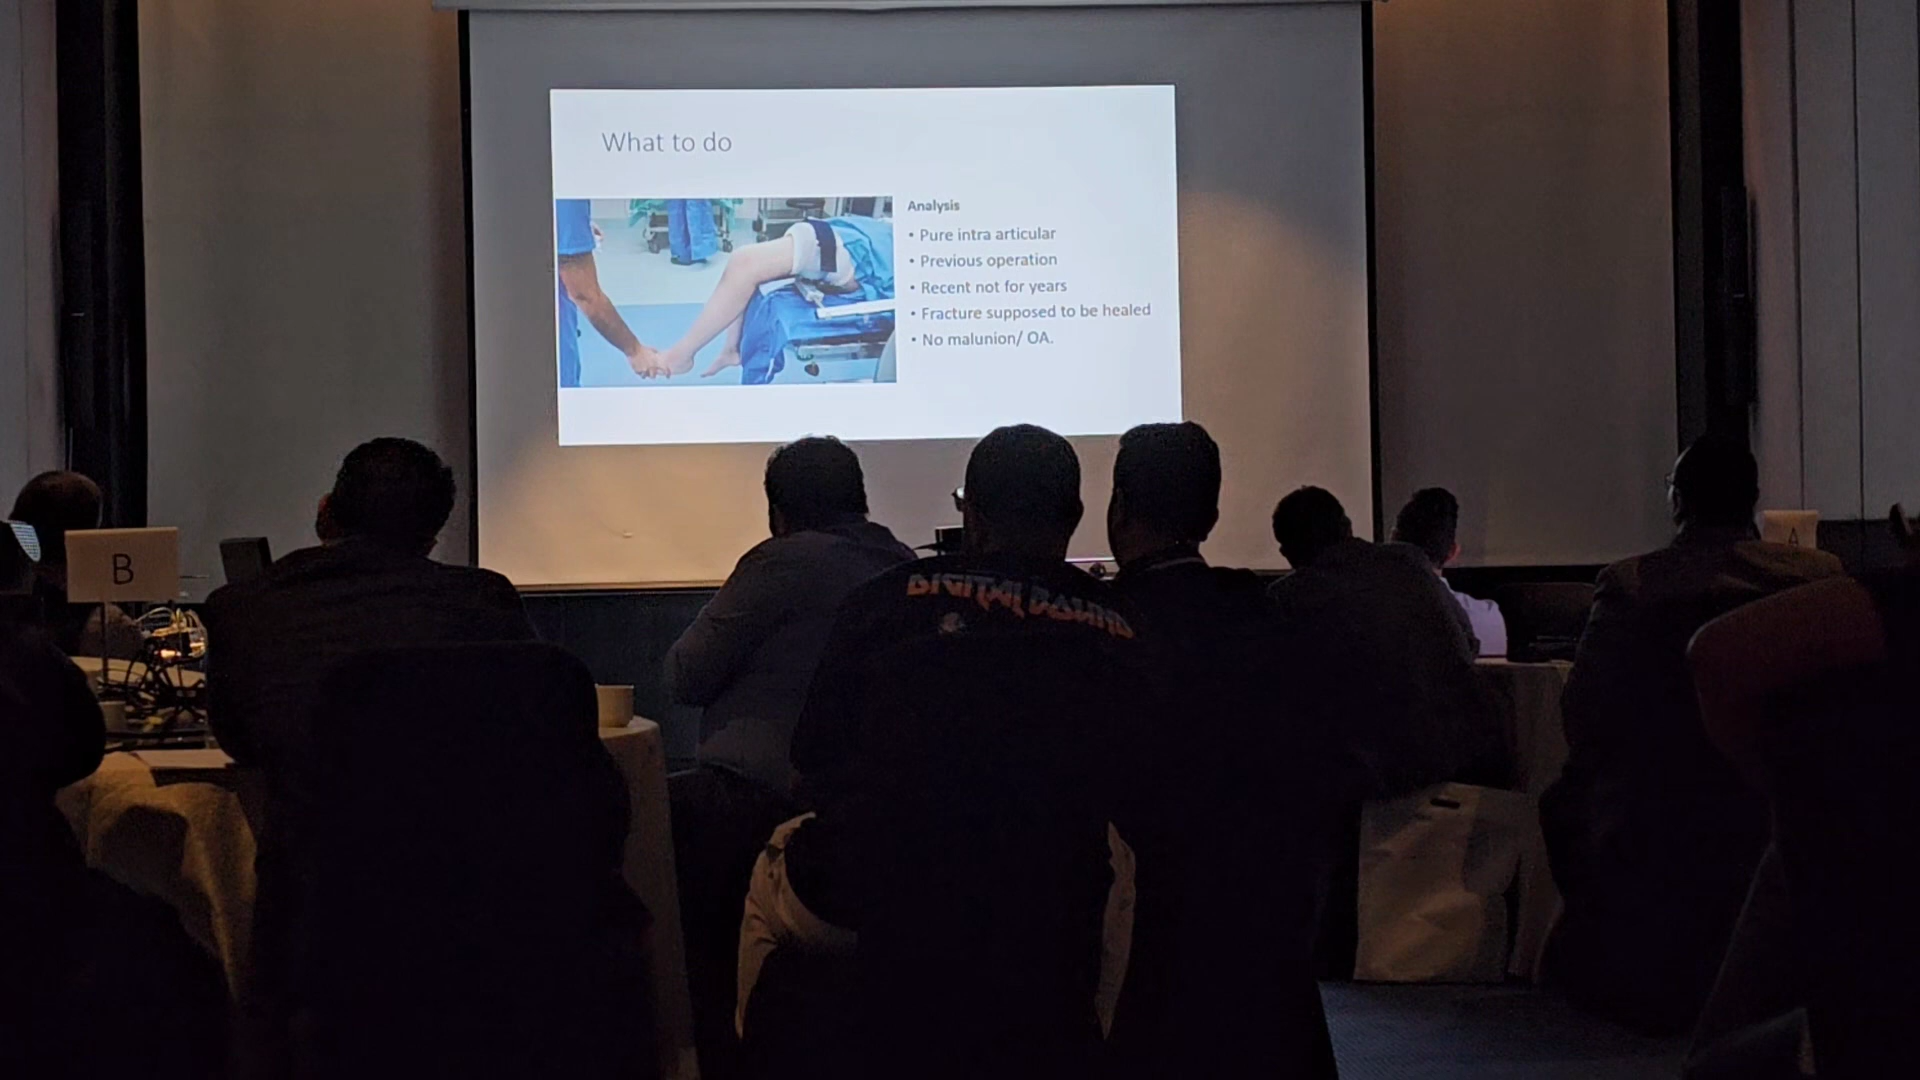 What to do
Analysis
• Pure intra articular
• Previous operation
• Recent not for years
• Fracture supposed to be healed
• No malunion/ OA.
B
A
DIGITAL